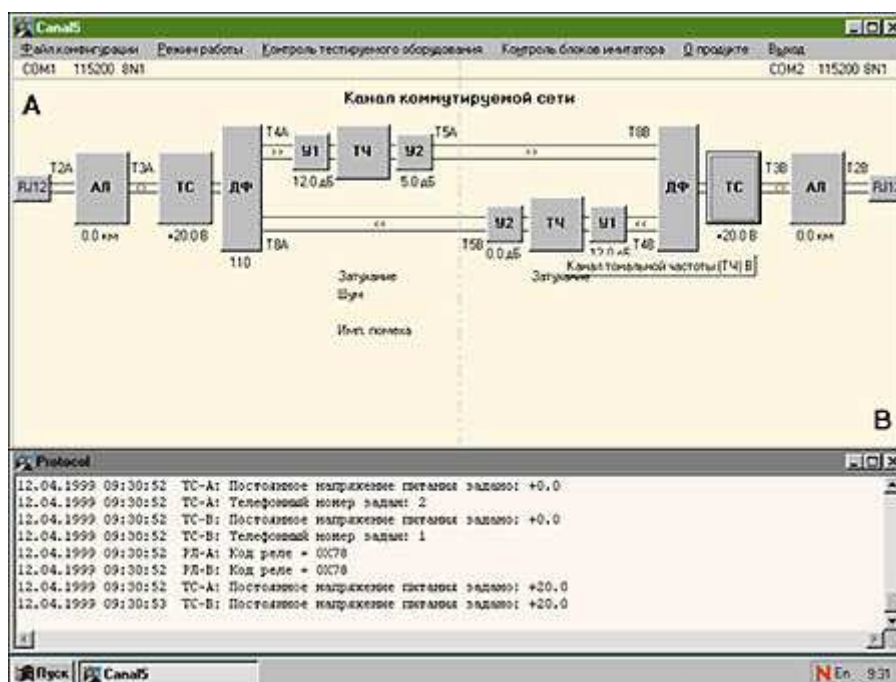 Canal5
Файл конфигурации Режим работы Контроль тестируемого оборудования Контроль блоков имитатора О продукте Выход
COM1 115200 8N1 COM2 115200 8N1
A Канал коммутируемой сети
T4A T5A T8B
У1 ТЧ У2
T2A T3A T3B T2B
12.0 дБ 5.0 дБ
RJ12 АЛ ТС ДФ ДФ ТС АЛ RJ12
У2 ТЧ У1
0.0 км +20.0 В T8A T5B T4B +20.0 В 0.0 км
0.0 дБ 12.0 дБ
110
Канал тональной частоты (ТЧ) B
Затухание Затухание
Шум
Имп. помеха
B
Protocol
12.04.1999 09:30:52 ТС-А: Постоянное напряжение питания задано: +0.0
12.04.1999 09:30:52 ТС-А: Телефонный номер задан: 2
12.04.1999 09:30:52 ТС-В: Постоянное напряжение питания задано: +0.0
12.04.1999 09:30:52 ТС-В: Телефонный номер задан: 1
12.04.1999 09:30:52 РЛ-А: Код реле = 0X78
12.04.1999 09:30:52 РЛ-В: Код реле = 0X78
12.04.1999 09:30:52 ТС-А: Постоянное напряжение питания задано: +20.0
12.04.1999 09:30:53 ТС-В: Постоянное напряжение питания задано: +20.0
Пуск Canal5 N En 9:31